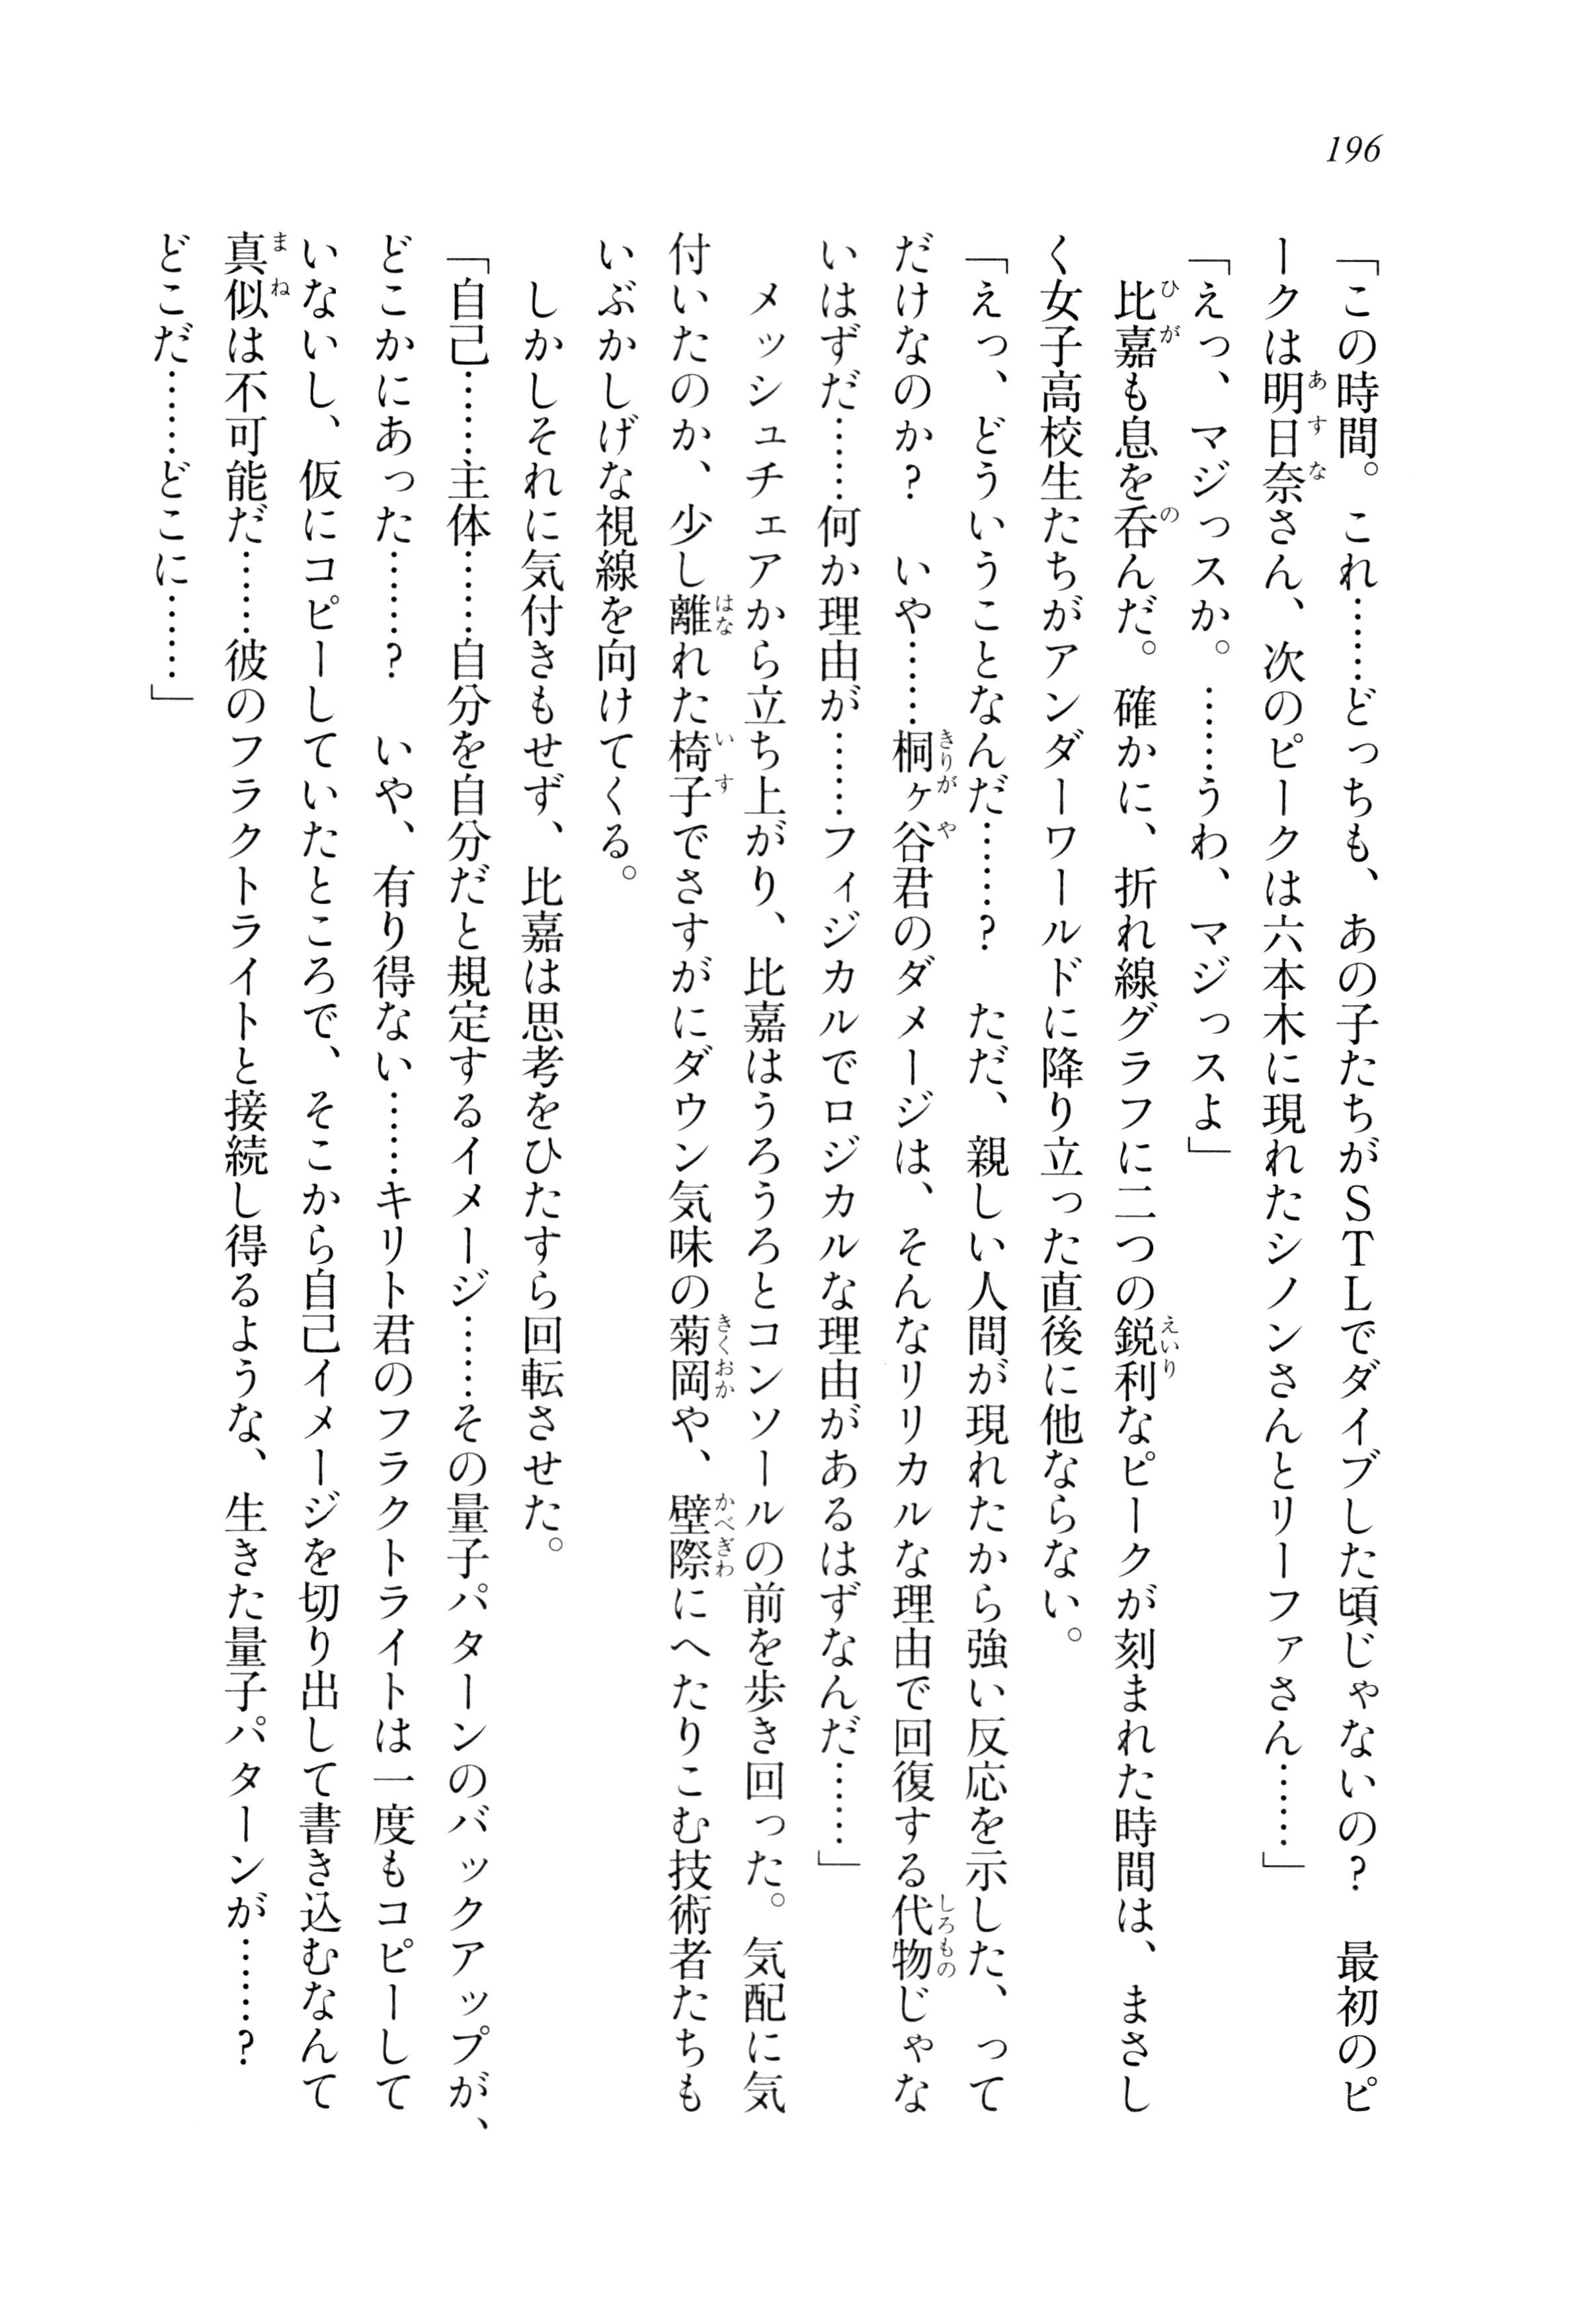 196
「この時間。これ……どっちも、あの子たちがSTLでダイブした頃じゃないの? 最初のピ
ークは明日奈さん、次のピークは六本木に現れたシノンさんとリーファさん……」
「えっ、マジっスか。……うわ、マジっスよ」
　比嘉も息を呑んだ。確かに、折れ線グラフに二つの鋭利なピークが刻まれた時間は、まさし
く女子高校生たちがアンダーワールドに降り立った直後に他ならない。
「えっ、どういうことなんだ……? ただ、親しい人間が現れたから強い反応を示した、って
だけなのか? いや……桐ヶ谷君のダメージは、そんなリリカルな理由で回復する代物じゃな
いはずだ……何か理由が……フィジカルでロジカルな理由があるはずなんだ……」
　メッシュチェアから立ち上がり、比嘉はうろうろとコンソールの前を歩き回った。気配に気
付いたのか、少し離れた椅子でさすがにダウン気味の菊岡や、壁際にへたりこむ技術者たちも
いぶかしげな視線を向けてくる。
　しかしそれに気付きもせず、比嘉は思考をひたすら回転させた。
「自己……主体……自分を自分だと規定するイメージ……その量子パターンのバックアップが、
どこかにあった……? いや、有り得ない……キリト君のフラクトライトは一度もコピーして
いないし、仮にコピーしていたところで、そこから自己イメージを切り出して書き込むなんて
真似は不可能だ……彼のフラクトライトと接続し得るような、生きた量子パターンが……?
どこだ……どこに……」